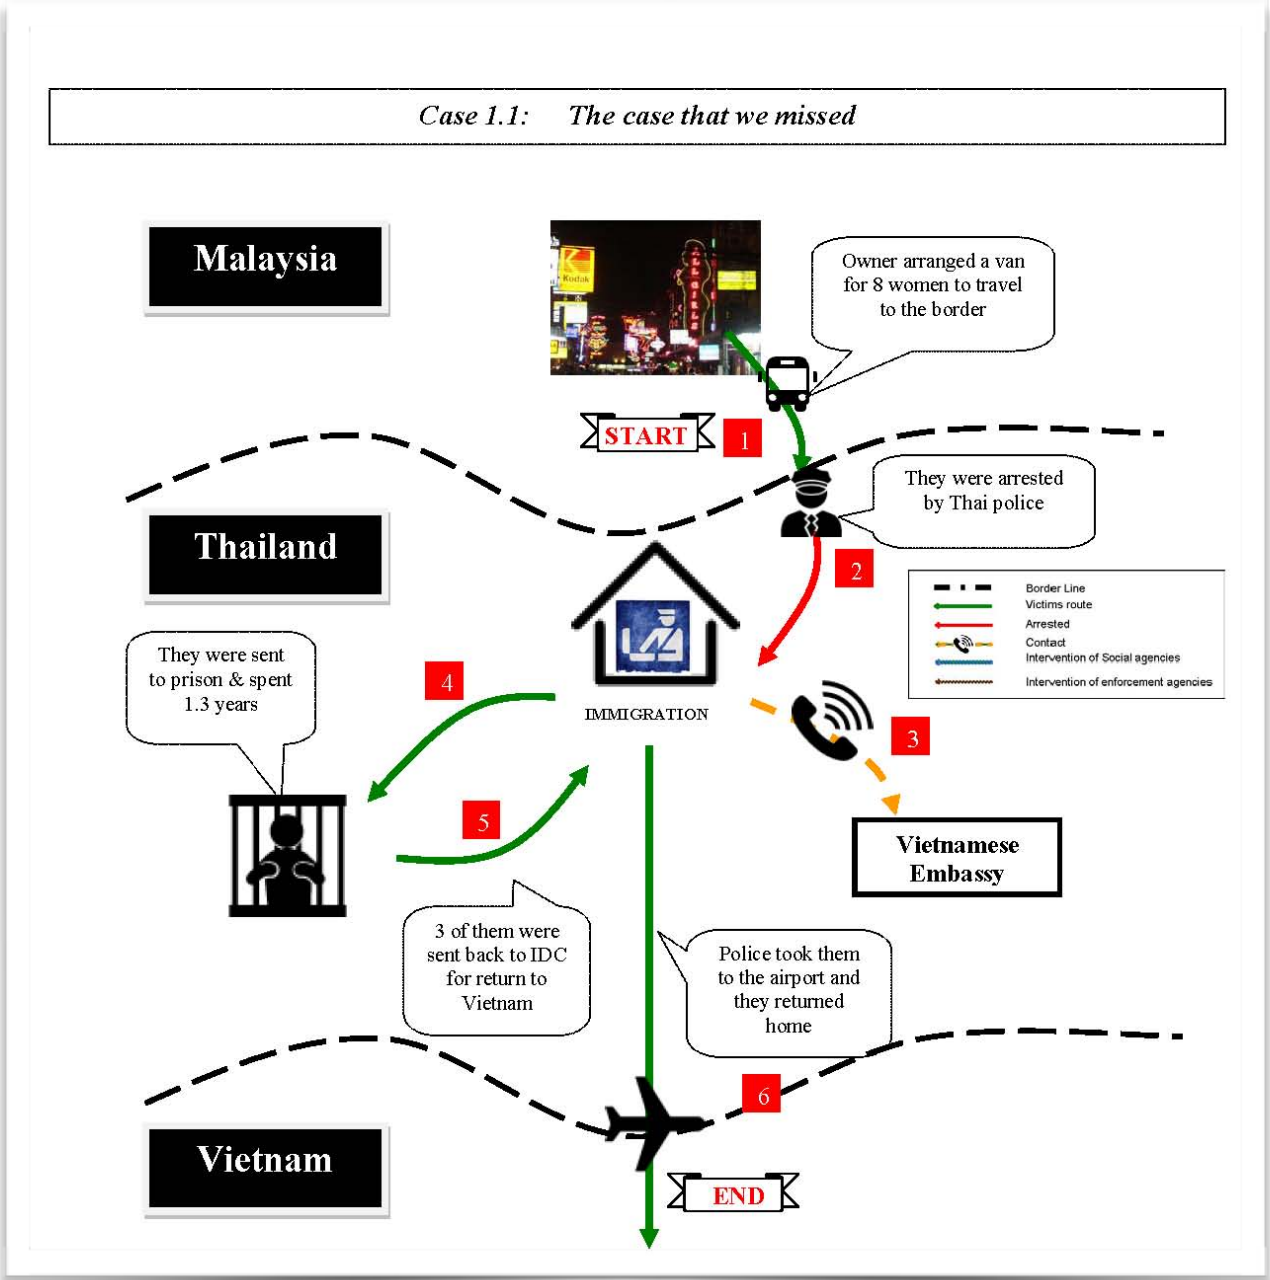 Case 1.1: The case that we missed
Malaysia
Kodak
ALL GIRLS
Owner arranged a van
for 8 women to travel
to the border
START
1
They were arrested
by Thai police
Thailand
2
Border Line
Victims route
Arrested
Contact
Intervention of Social agencies
Intervention of enforcement agencies
They were sent
to prison & spent
1.3 years
4
IMMIGRATION
3
5
Vietnamese
Embassy
3 of them were
sent back to IDC
for return to
Vietnam
Police took them
to the airport and
they returned
home
6
Vietnam
END